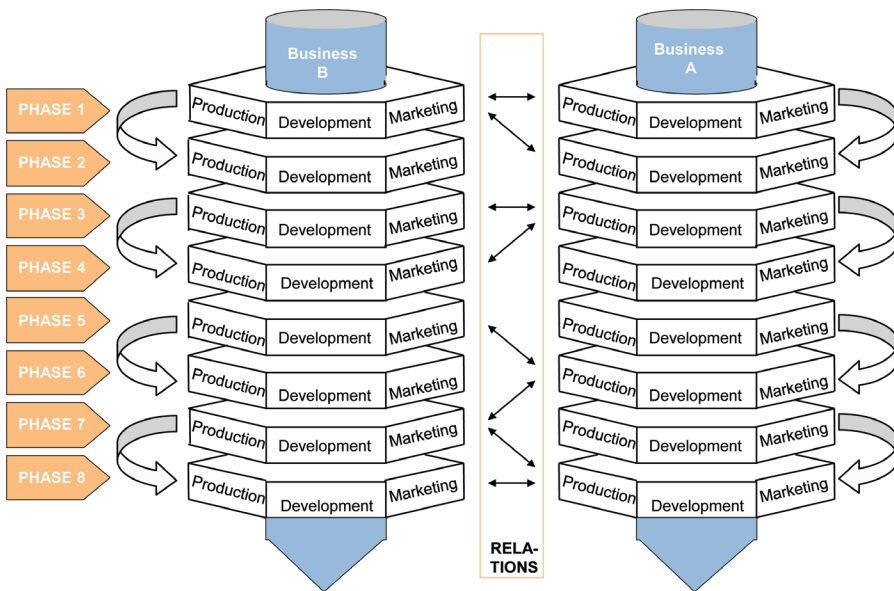 Business
B
Business
A
PHASE 1
Production
Development
Marketing
Production
Development
Marketing
PHASE 2
Production
Development
Marketing
Production
Development
Marketing
PHASE 3
Production
Development
Marketing
Production
Development
Marketing
PHASE 4
Production
Development
Marketing
Production
Development
Marketing
PHASE 5
Production
Development
Marketing
Production
Development
Marketing
PHASE 6
Production
Development
Marketing
Production
Development
Marketing
PHASE 7
Production
Development
Marketing
Production
Development
Marketing
PHASE 8
Production
Development
Marketing
Production
Development
Marketing
RELA-
TIONS